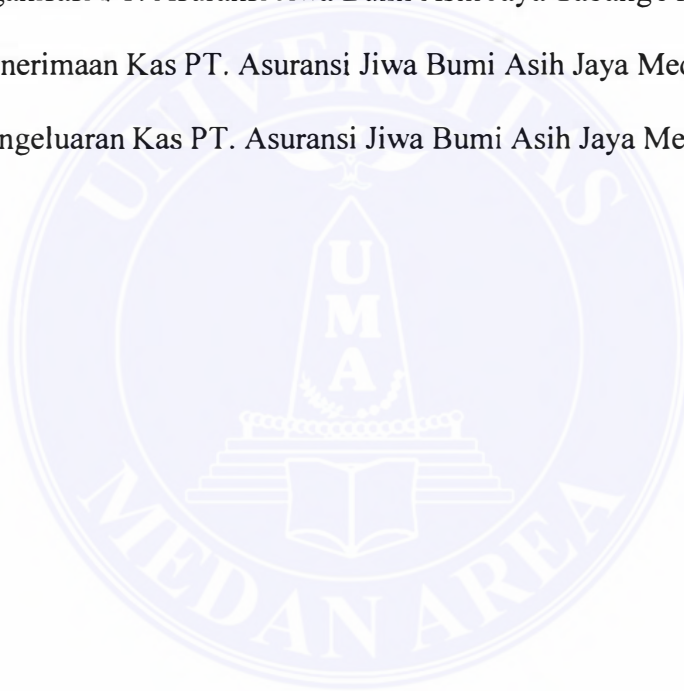 nerimaan Kas PT. Asuransi Jiwa Bumi Asih Jaya Med
ngeluaran Kas PT. Asuransi Jiwa Bumi Asih Jaya Me
UNIVERSITAS
UMA
MEDAN AREA